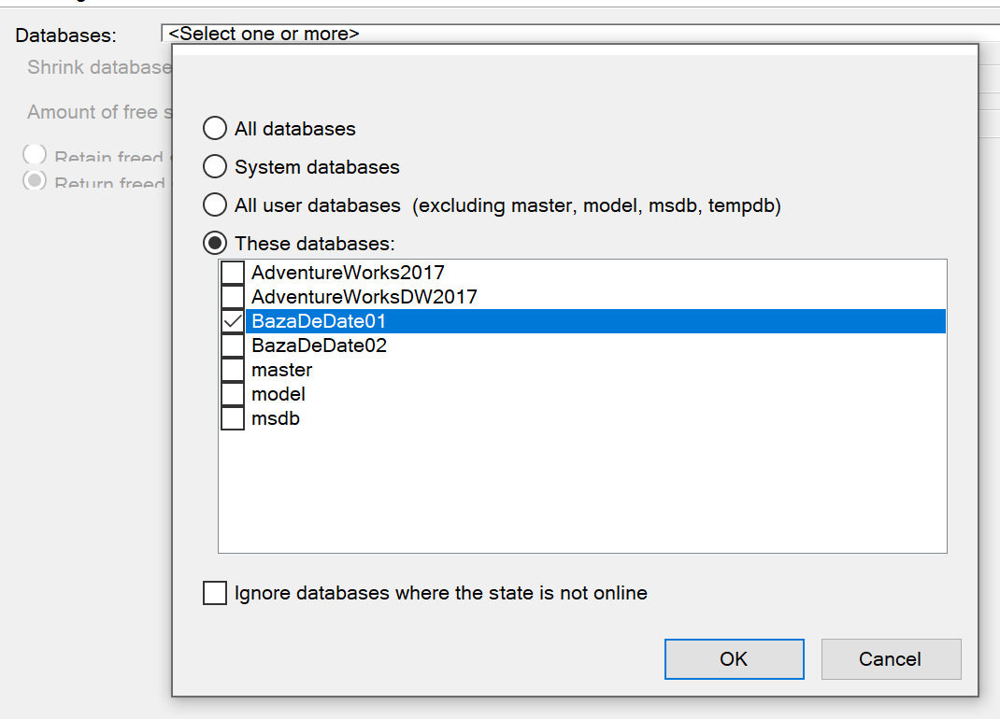 Databases:
<Select one or more>
Shrink database
Amount of free s
Retain freed
Return freed
All databases
System databases
All user databases (excluding master, model, msdb, tempdb)
These databases:
AdventureWorks2017
AdventureWorksDW2017
BazaDeDate01
BazaDeDate02
master
model
msdb
Ignore databases where the state is not online
OK
Cancel